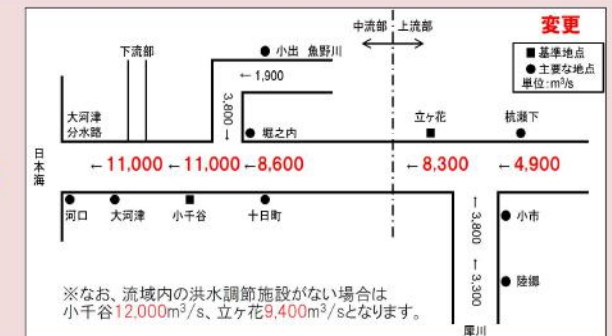 変更
中流部 上流部
■基準地点
●主要な地点
単位:m³/s
下流部
●小出 魚野川
←1,900
3,800→
大河津
分水路
●堀之内
立ヶ花
■
杭瀬下
●
日本海
←11,000 ←11,000 ←8,600 ←8,300 ←4,900
河口 大河津 小千谷 十日町
←3,800
●小市
←3,300
●陸郷
犀川
※なお、流域内の洪水調節施設がない場合は
小千谷12,000m³/s、立ヶ花9,400m³/sとなります。